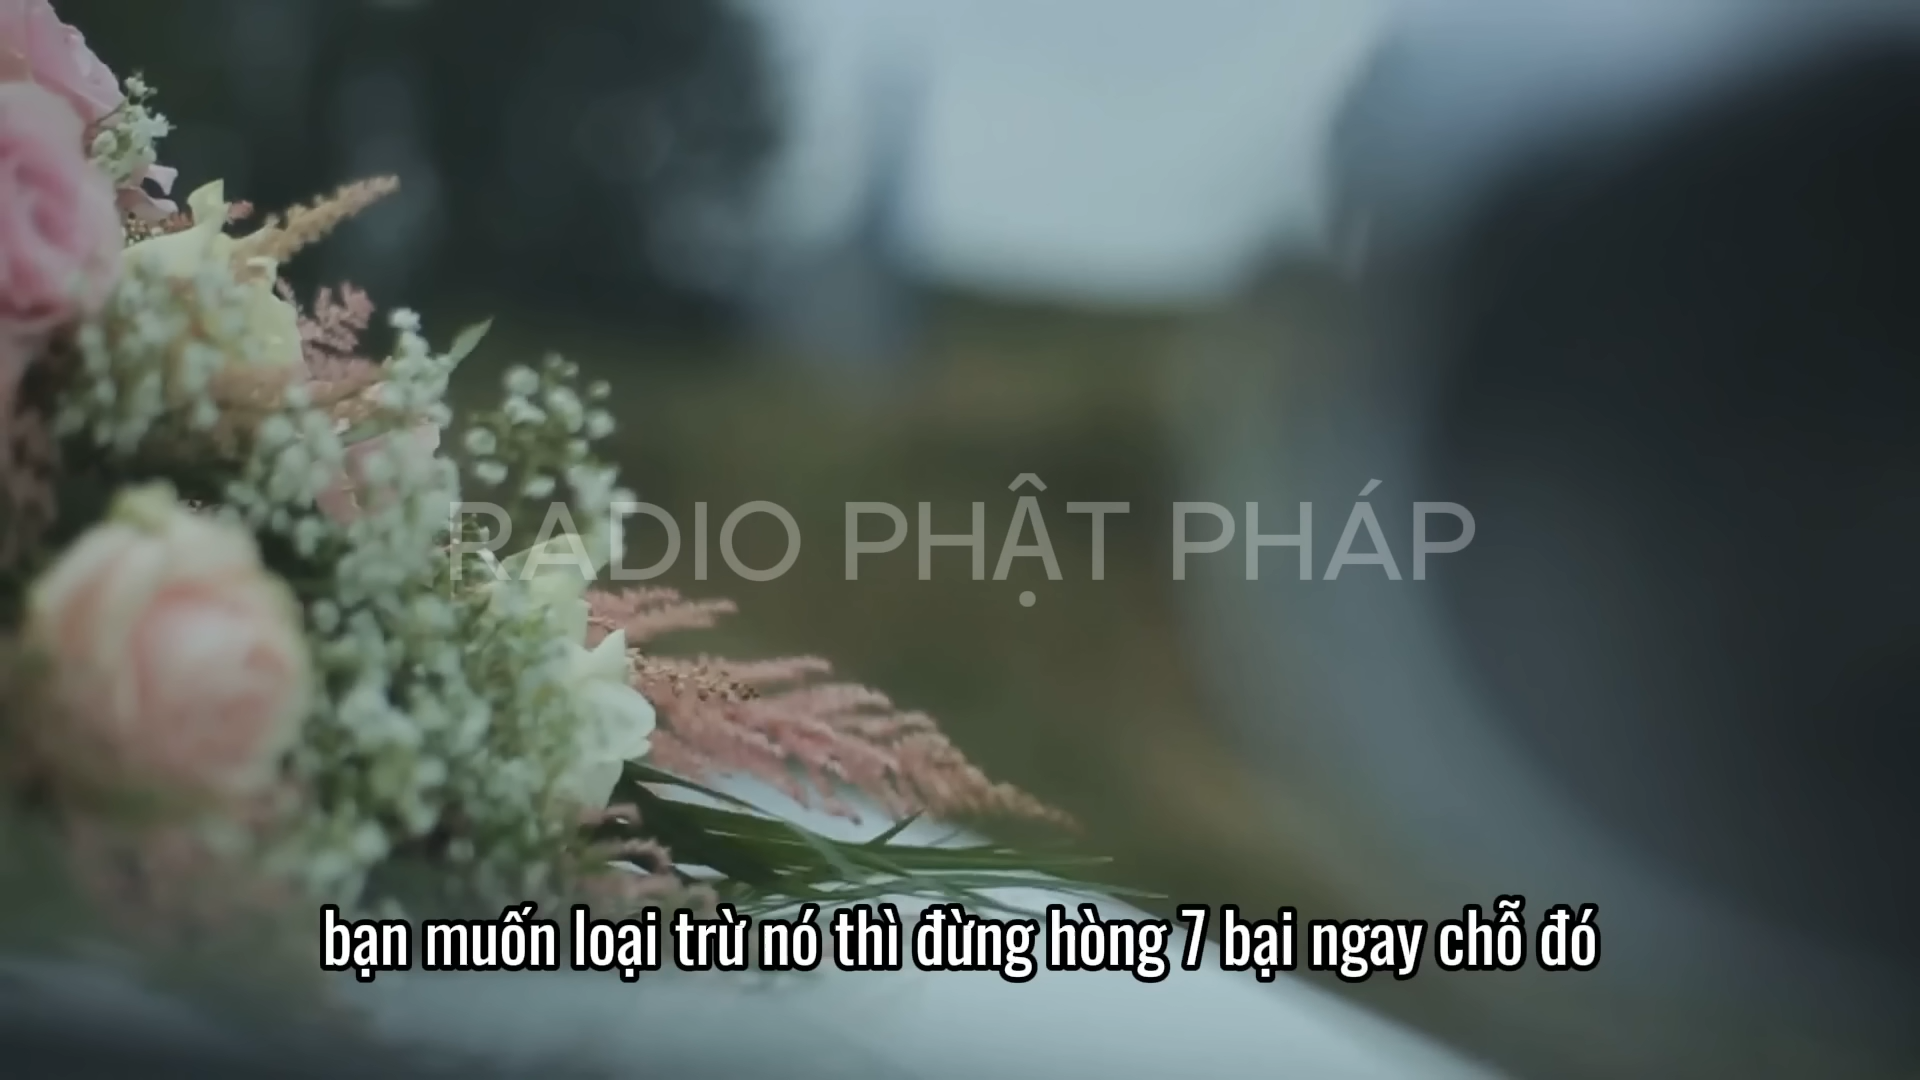 RADIO PHẬT PHÁP
bạn muốn loại trừ nó thì đừng hòng 7 bại ngay chỗ đó